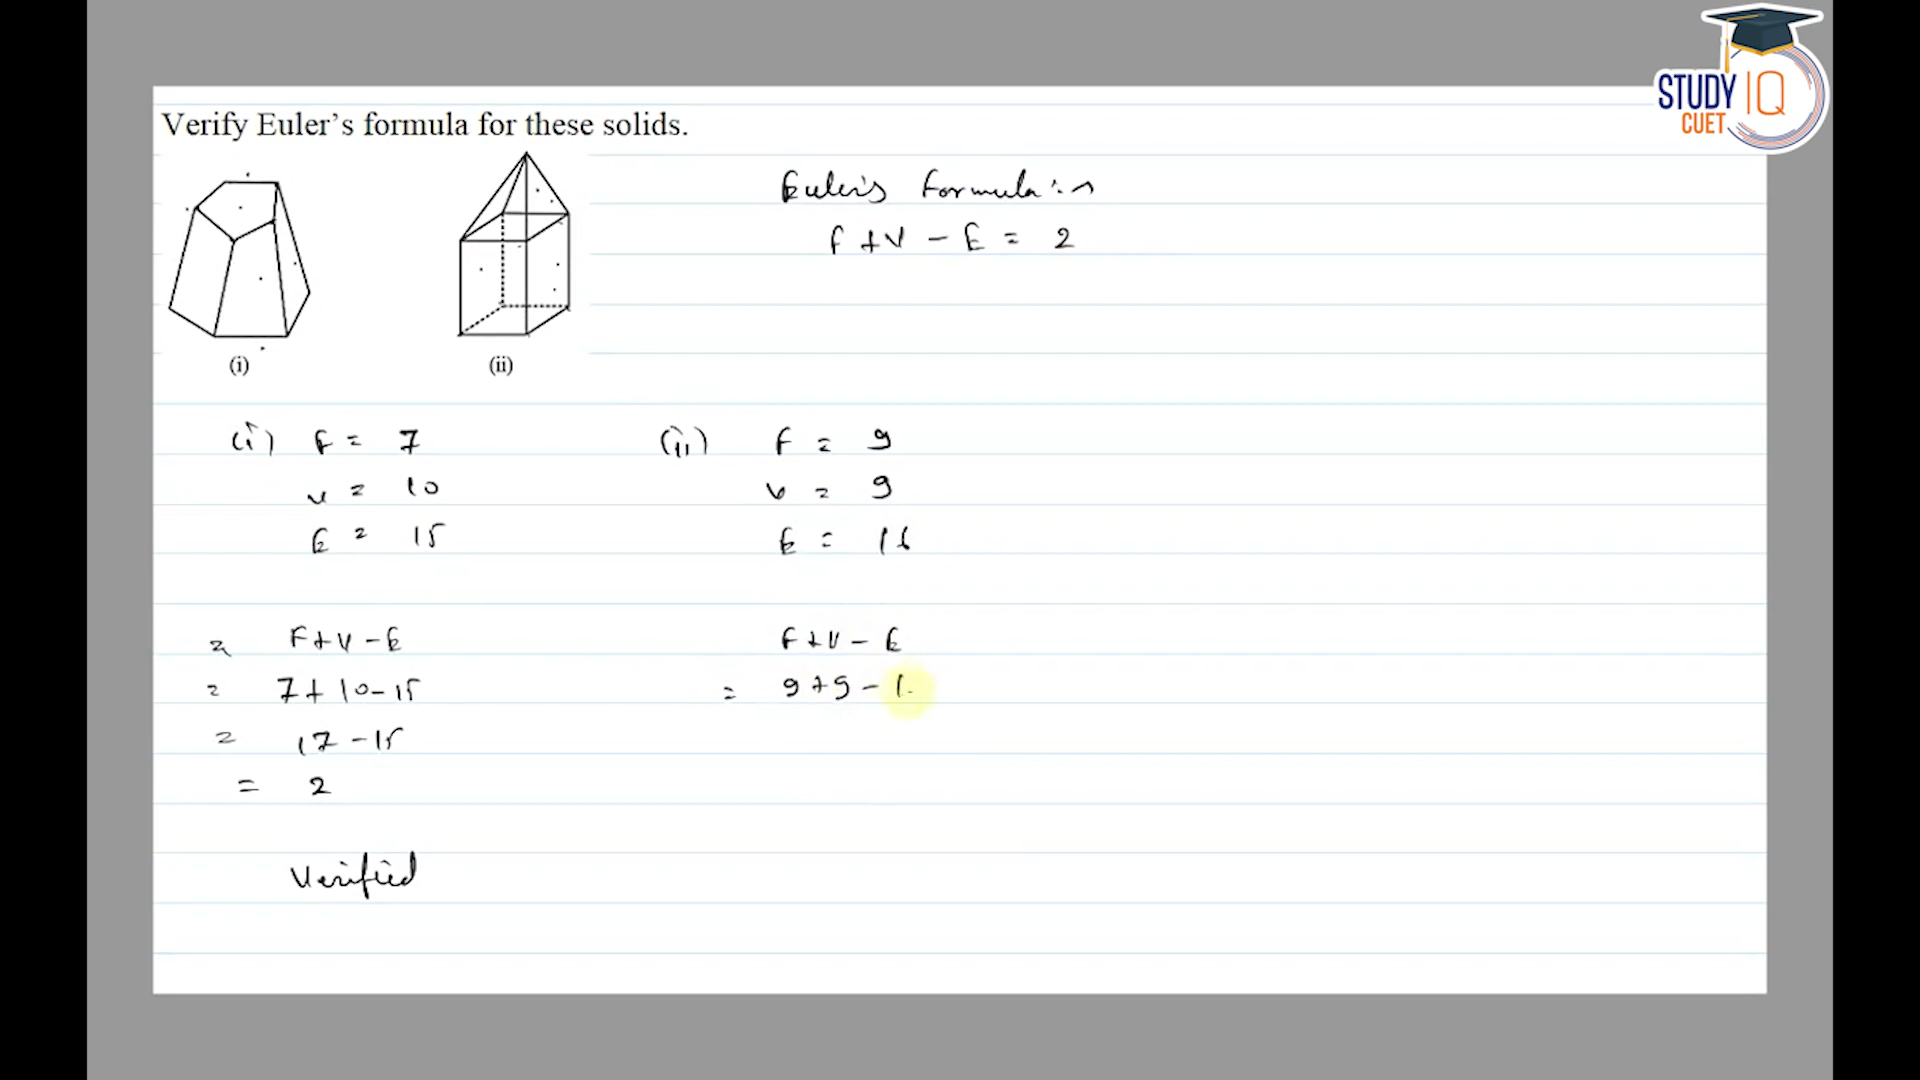 STUDY IQ
CUET
Verify Euler’s formula for these solids.
Euler's Formula :
F + V - E = 2
(i)
(ii)
(i) F = 7
V = 10
E = 15
(ii) F = 9
V = 9
E = 16
= F + V - E
= 7 + 10 - 15
= 17 - 15
= 2
Verified
F + V - E
= 9 + 9 - 1